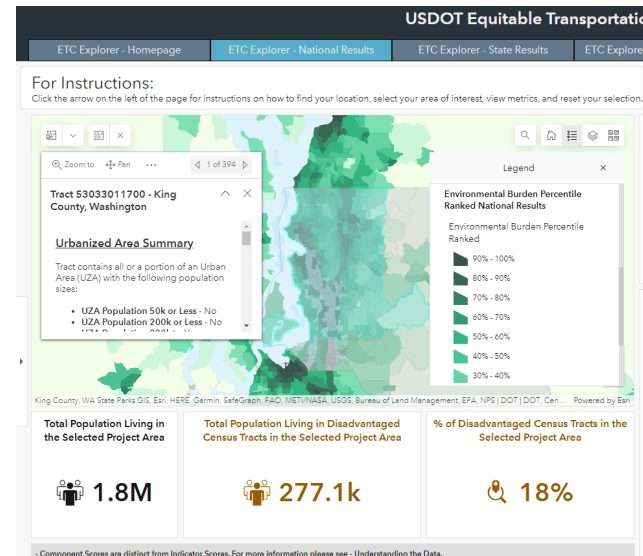 USDOT Equitable Transportatio
ETC Explorer - Homepage
ETC Explorer - National Results
ETC Explorer - State Results
ETC Explore
For Instructions:
Click the arrow on the left of the page for instructions on how to find your location, select your area of interest, view metrics, and reset your selection.
Zoom to
Pan
1 of 394
Tract 53033011700 - King
County, Washington
Urbanized Area Summary
Tract contains all or a portion of an Urban
Area (UZA) with the following population
sizes:
• UZA Population 50k or Less - No
• UZA Population 200k or Less - No
Legend
Environmental Burden Percentile
Ranked National Results
Environmental Burden Percentile
Ranked
90% - 100%
80% - 90%
70% - 80%
60% - 70%
50% - 60%
40% - 50%
30% - 40%
King County, WA State Parks GIS, Esri, HERE, Garmin, SafeGraph, FAO, METI/NASA, USGS, Bureau of Land Management, EPA, NPS | DOT | DOT, Cen...
Powered by Esri
Total Population Living in
the Selected Project Area
1.8M
Total Population Living in Disadvantaged
Census Tracts in the Selected Project Area
277.1k
% of Disadvantaged Census Tracts in the
Selected Project Area
18%
- Component Scores are distinct from Indicator Scores. For more information please see - Understanding the Data.